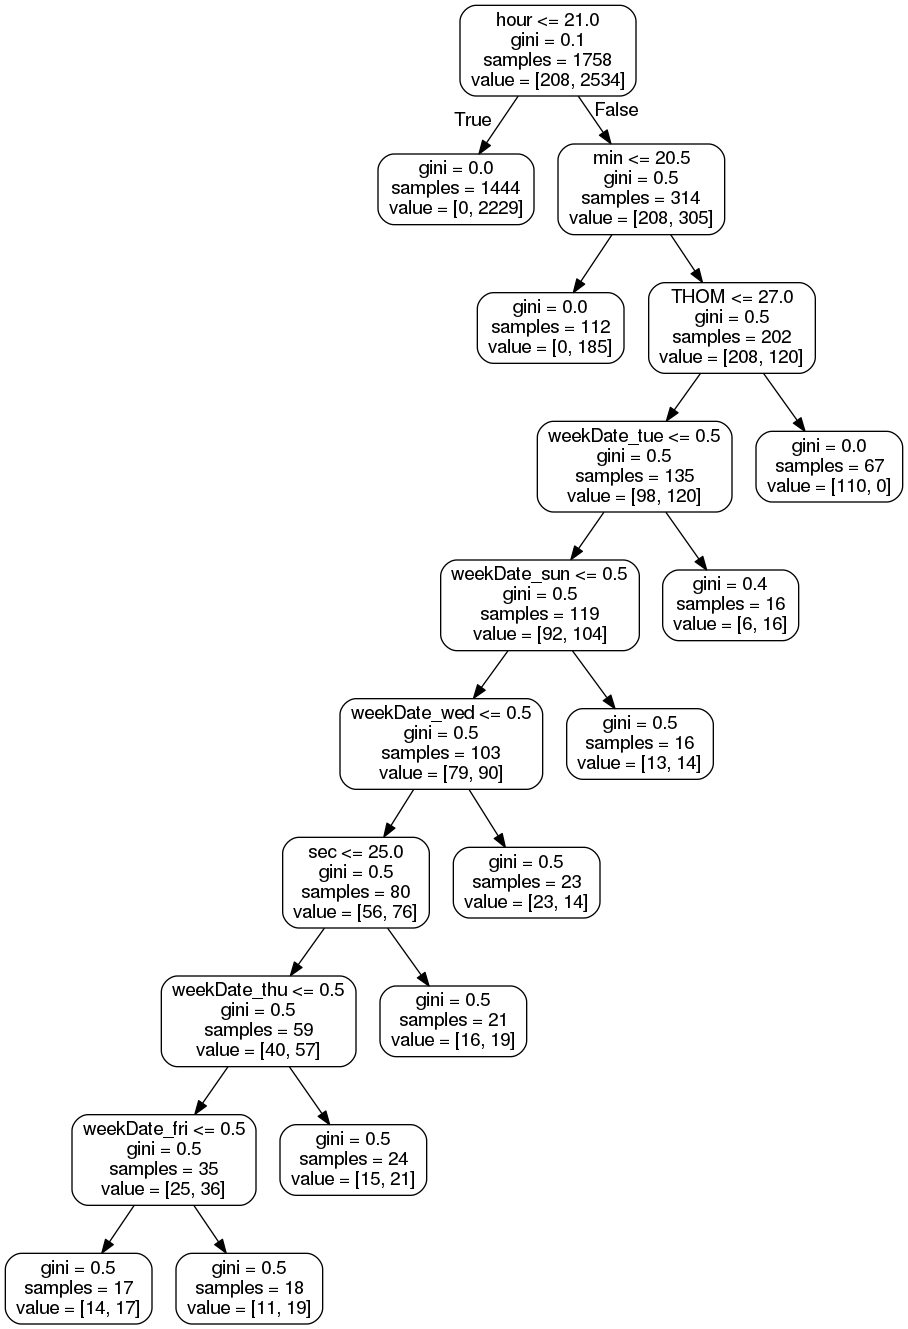 hour <= 21.0
gini = 0.1
samples = 1758
value = [208, 2534]
True
False
gini = 0.0
samples = 1444
value = [0, 2229]
min <= 20.5
gini = 0.5
samples = 314
value = [208, 305]
gini = 0.0
samples = 112
value = [0, 185]
THOM <= 27.0
gini = 0.5
samples = 202
value = [208, 120]
weekDate_tue <= 0.5
gini = 0.5
samples = 135
value = [98, 120]
gini = 0.0
samples = 67
value = [110, 0]
weekDate_sun <= 0.5
gini = 0.5
samples = 119
value = [92, 104]
gini = 0.4
samples = 16
value = [6, 16]
weekDate_wed <= 0.5
gini = 0.5
samples = 103
value = [79, 90]
gini = 0.5
samples = 16
value = [13, 14]
sec <= 25.0
gini = 0.5
samples = 80
value = [56, 76]
gini = 0.5
samples = 23
value = [23, 14]
weekDate_thu <= 0.5
gini = 0.5
samples = 59
value = [40, 57]
gini = 0.5
samples = 21
value = [16, 19]
weekDate_fri <= 0.5
gini = 0.5
samples = 35
value = [25, 36]
gini = 0.5
samples = 24
value = [15, 21]
gini = 0.5
samples = 17
value = [14, 17]
gini = 0.5
samples = 18
value = [11, 19]